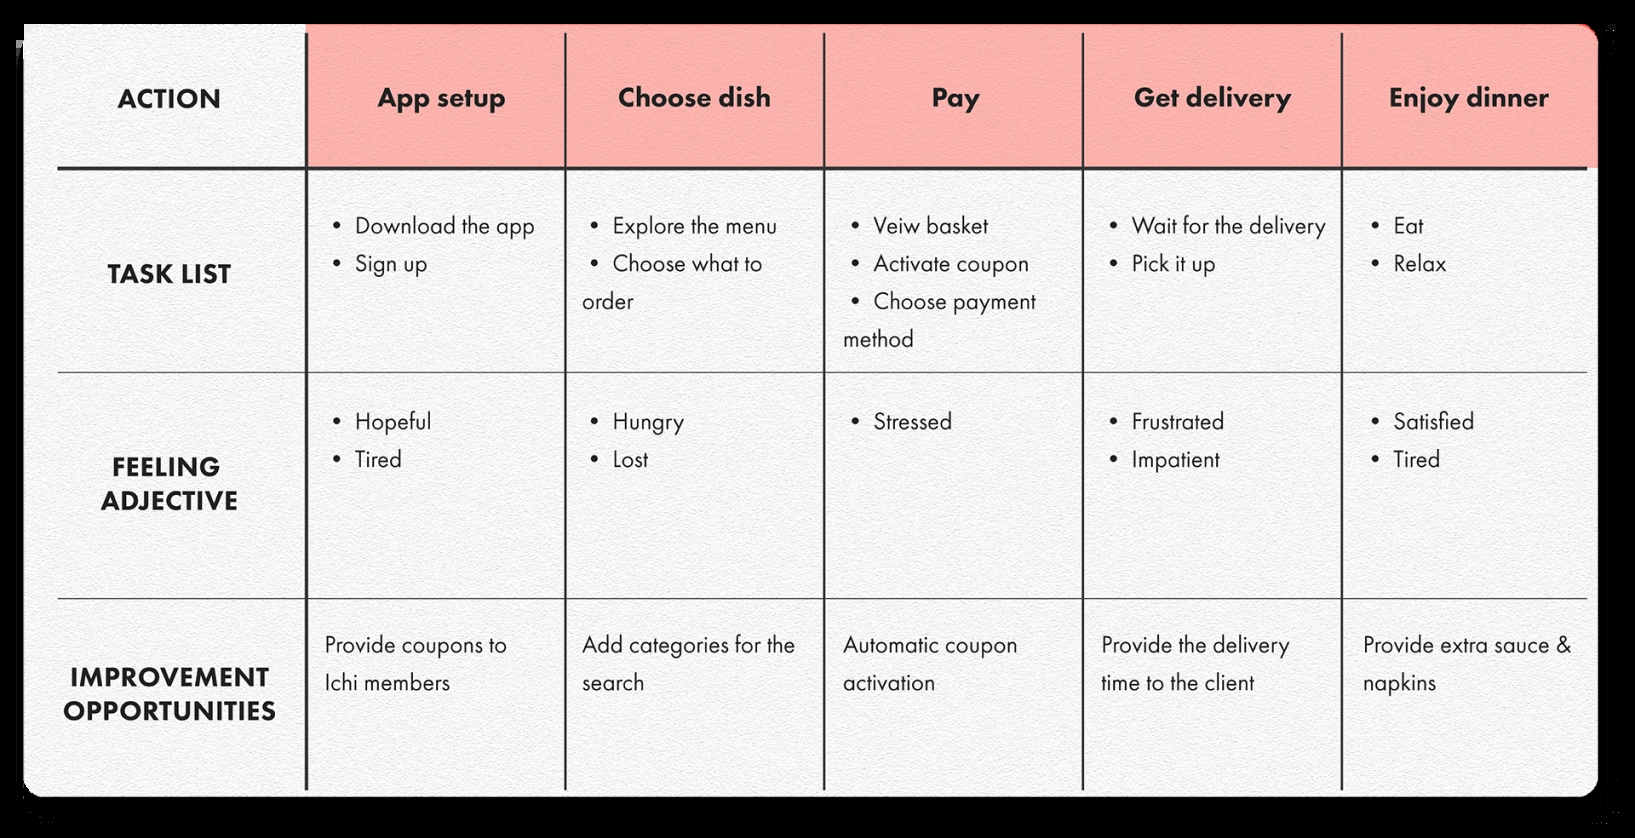 ACTION
App setup
Choose dish
Pay
Get delivery
Enjoy dinner
TASK LIST
• Download the app
• Sign up
• Explore the menu
• Choose what to
order
• Veiw basket
• Activate coupon
• Choose payment
method
• Wait for the delivery
• Pick it up
• Eat
• Relax
FEELING
ADJECTIVE
• Hopeful
• Tired
• Hungry
• Lost
• Stressed
• Frustrated
• Impatient
• Satisfied
• Tired
IMPROVEMENT
OPPORTUNITIES
Provide coupons to
Ichi members
Add categories for the
search
Automatic coupon
activation
Provide the delivery
time to the client
Provide extra sauce &
napkins